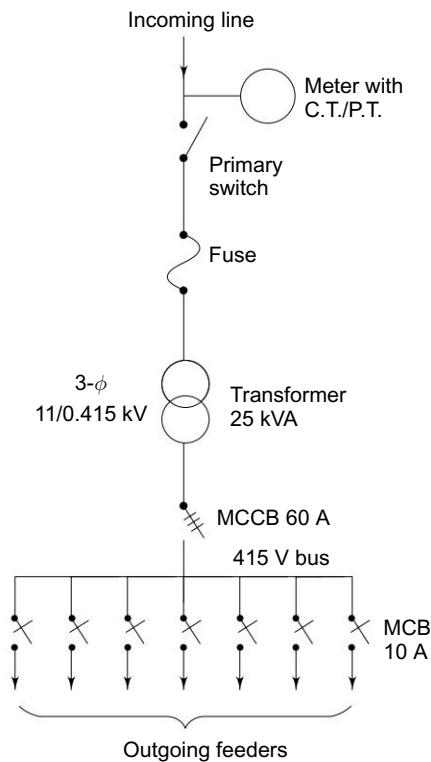 Incoming line
Meter with
C.T./P.T.
Primary
switch
Fuse
3-ϕ
11/0.415 kV
Transformer
25 kVA
MCCB 60 A
415 V bus
MCB
10 A
Outgoing feeders